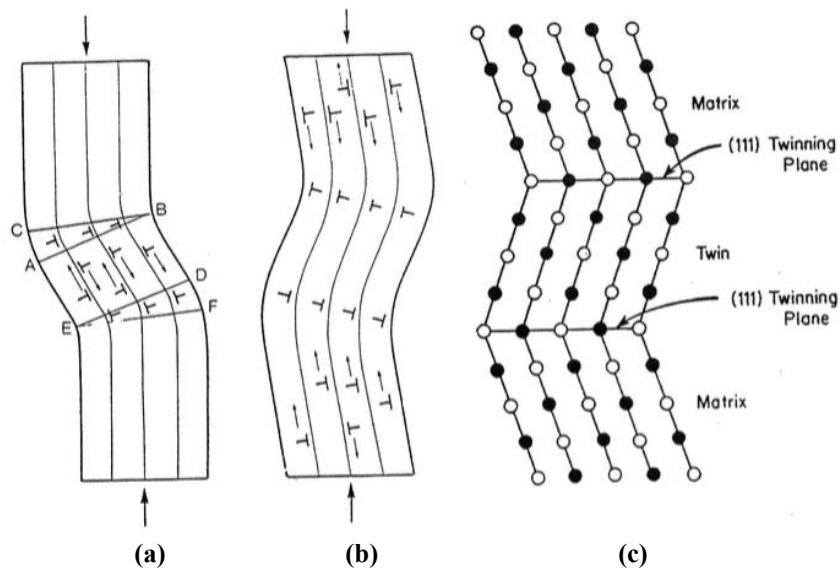 C
B
A
D
E
F
Matrix
(111) Twinning
Plane
Twin
(111) Twinning
Plane
Matrix
(a)
(b)
(c)